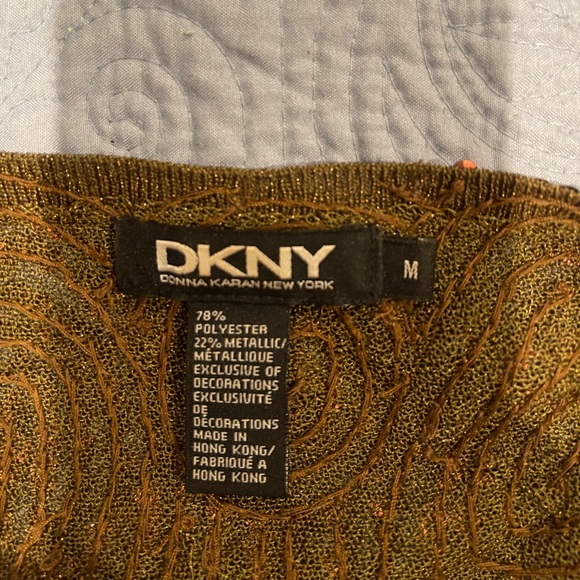 DKNY
DONNA KARAN NEW YORK
M
78%
POLYESTER
22% METALLIC/
MÉTALLIQUE
EXCLUSIVE OF
DECORATIONS
EXCLUSIVITÉ
DE
DÉCORATIONS
MADE IN
HONG KONG/
FABRIQUÉ A
HONG KONG